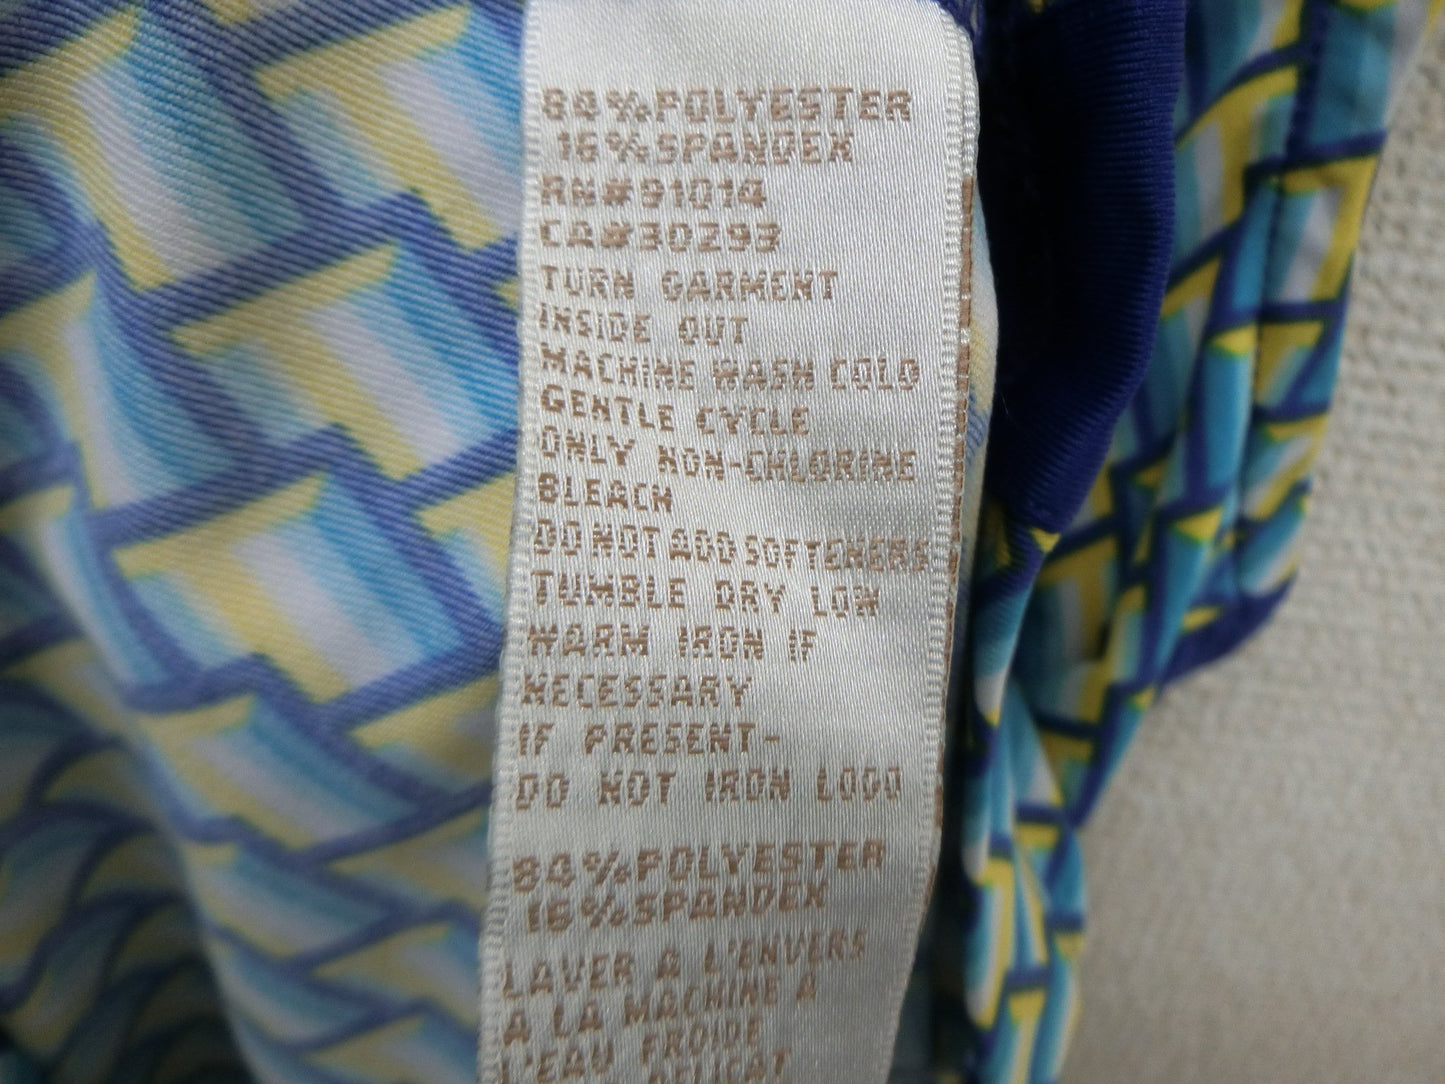 84%POLYESTER
16%SPANDEX
RN#91014
CA#30293
TURN GARMENT
INSIDE OUT
MACHINE WASH COLD
GENTLE CYCLE
ONLY NON-CHLORINE
BLEACH
DO NOT ADD SOFTENERS
TUMBLE DRY LOW
WARM IRON IF
NECESSARY
IF PRESENT-
DO NOT IRON LOGO
84%POLYESTER
16%SPANDEX
LAVER A L'ENVERS
A LA MACHINE A
L'EAU FROIDE